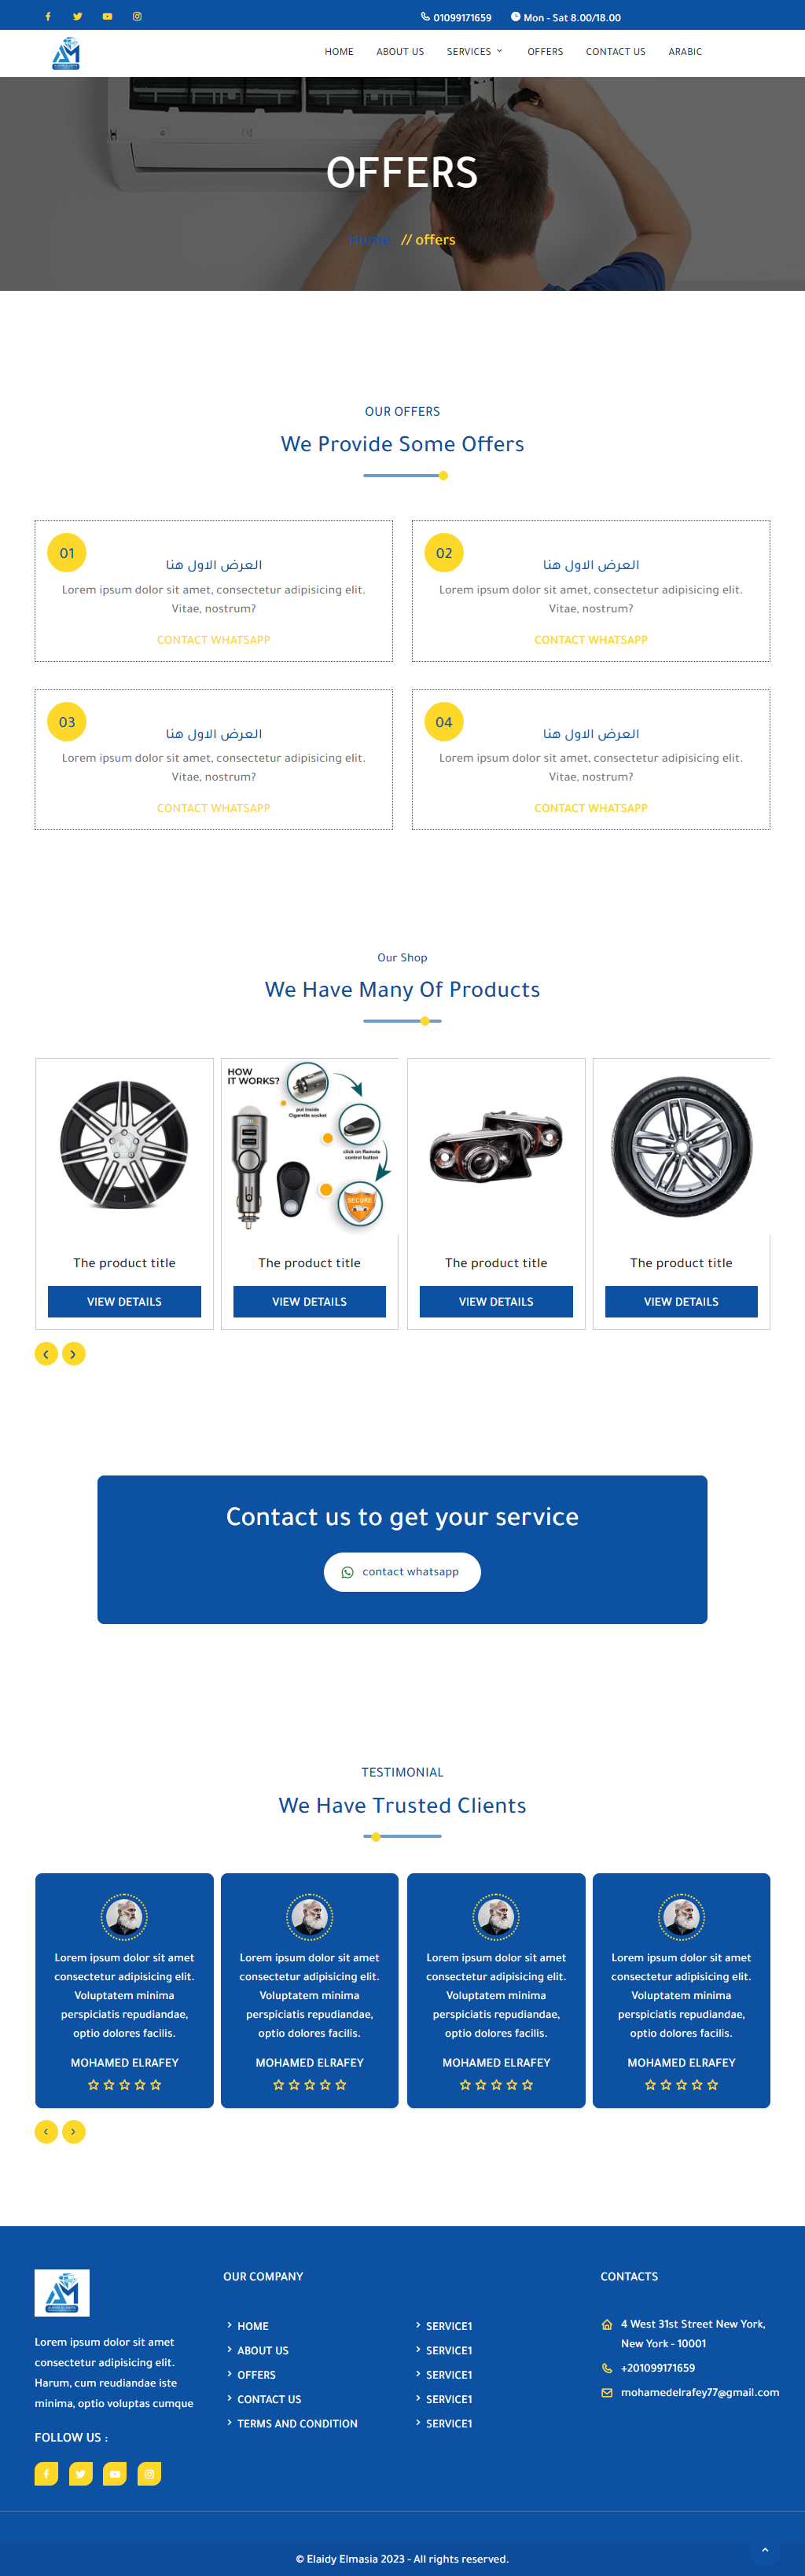 01099171659
Mon - Sat 8.00/18.00
HOME
ABOUT US
SERVICES
OFFERS
CONTACT US
ARABIC
OFFERS
Home // offers
OUR OFFERS
We Provide Some Offers
01
العرض الاول هنا
Lorem ipsum dolor sit amet, consectetur adipisicing elit.
Vitae, nostrum?
CONTACT WHATSAPP
02
العرض الاول هنا
Lorem ipsum dolor sit amet, consectetur adipisicing elit.
Vitae, nostrum?
CONTACT WHATSAPP
03
العرض الاول هنا
Lorem ipsum dolor sit amet, consectetur adipisicing elit.
Vitae, nostrum?
CONTACT WHATSAPP
04
العرض الاول هنا
Lorem ipsum dolor sit amet, consectetur adipisicing elit.
Vitae, nostrum?
CONTACT WHATSAPP
Our Shop
We Have Many Of Products
The product title
VIEW DETAILS
HOW
IT WORKS?
put inside
Cigarette socket
click on Remote
control button
SECURE
The product title
VIEW DETAILS
The product title
VIEW DETAILS
The product title
VIEW DETAILS
Contact us to get your service
contact whatsapp
TESTIMONIAL
We Have Trusted Clients
Lorem ipsum dolor sit amet
consectetur adipisicing elit.
Voluptatem minima
perspiciatis repudiandae,
optio dolores facilis.
MOHAMED ELRAFEY
Lorem ipsum dolor sit amet
consectetur adipisicing elit.
Voluptatem minima
perspiciatis repudiandae,
optio dolores facilis.
MOHAMED ELRAFEY
Lorem ipsum dolor sit amet
consectetur adipisicing elit.
Voluptatem minima
perspiciatis repudiandae,
optio dolores facilis.
MOHAMED ELRAFEY
Lorem ipsum dolor sit amet
consectetur adipisicing elit.
Voluptatem minima
perspiciatis repudiandae,
optio dolores facilis.
MOHAMED ELRAFEY
Lorem ipsum dolor sit amet
consectetur adipisicing elit.
Harum, cum reudiandae iste
minima, optio voluptas cumque
FOLLOW US :
OUR COMPANY
HOME
ABOUT US
OFFERS
CONTACT US
TERMS AND CONDITION
SERVICE1
SERVICE1
SERVICE1
SERVICE1
SERVICE1
CONTACTS
4 West 31st Street New York,
New York - 10001
+201099171659
mohamedelrafey77@gmail.com
© Elaidy Elmasia 2023 - All rights reserved.